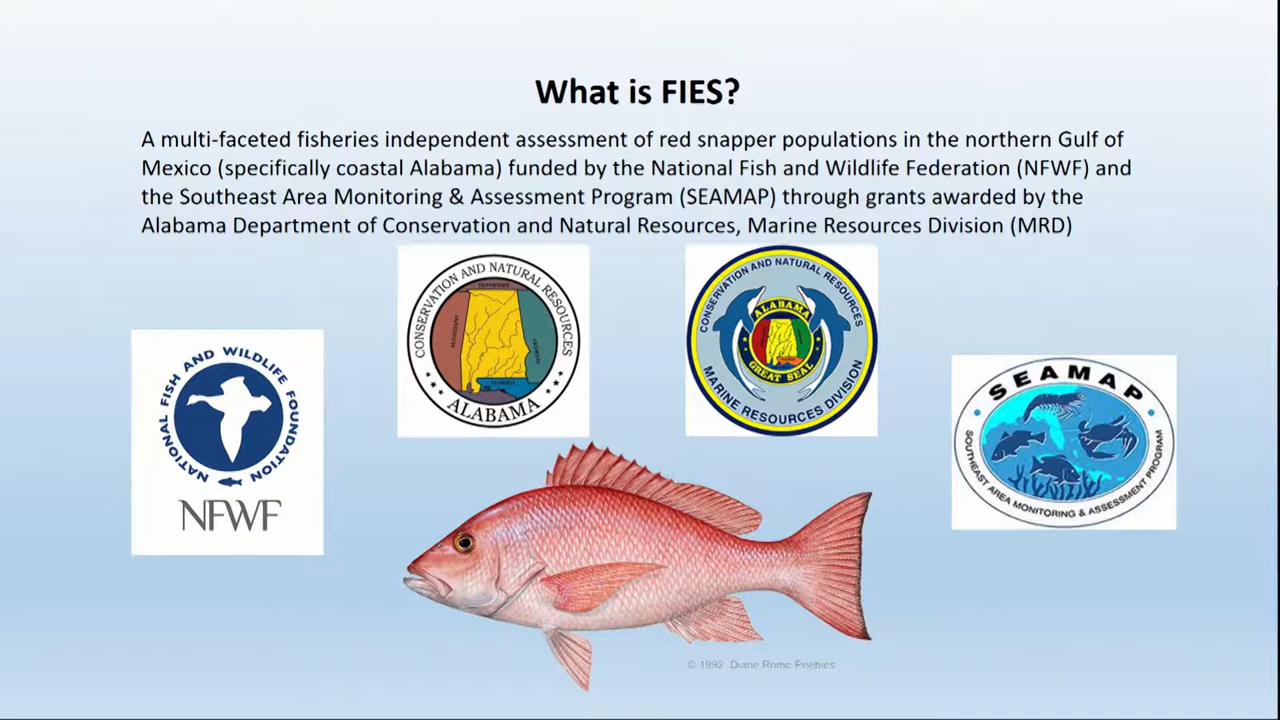 What is FIES?
A multi-faceted fisheries independent assessment of red snapper populations in the northern Gulf of
Mexico (specifically coastal Alabama) funded by the National Fish and Wildlife Federation (NFWF) and
the Southeast Area Monitoring & Assessment Program (SEAMAP) through grants awarded by the
Alabama Department of Conservation and Natural Resources, Marine Resources Division (MRD)
CONSERVATION AND NATURAL RESOURCES
ALABAMA
CONSERVATION AND NATURAL RESOURCES
ALABAMA
GREAT SEAL
MARINE RESOURCES DIVISION
NATIONAL FISH AND WILDLIFE FOUNDATION
NFWF
SEAMAP
SOUTHEAST AREA MONITORING & ASSESSMENT PROGRAM
© 1992 Diane Rome Peebles